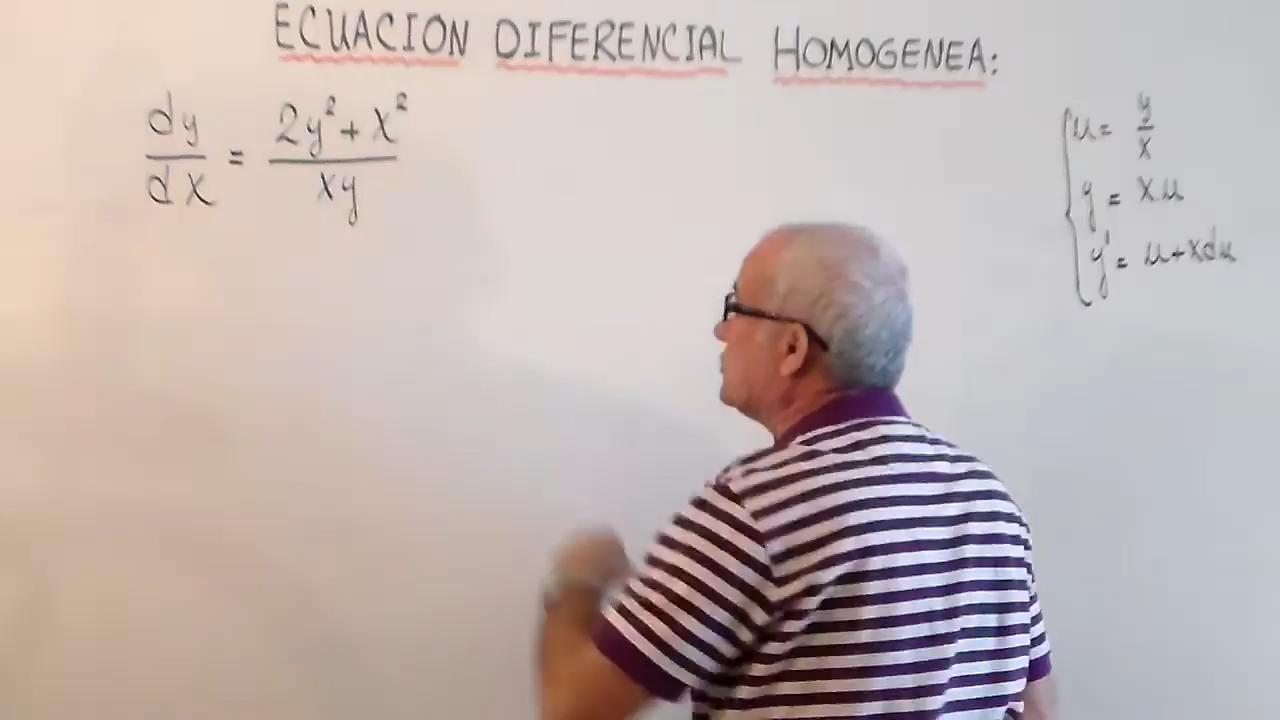 ECUACION DIFERENCIAL HOMOGENEA:
dy/dx = (2y² + x²)/(xy)
u = y/x
y = xu
y' = u+xdu